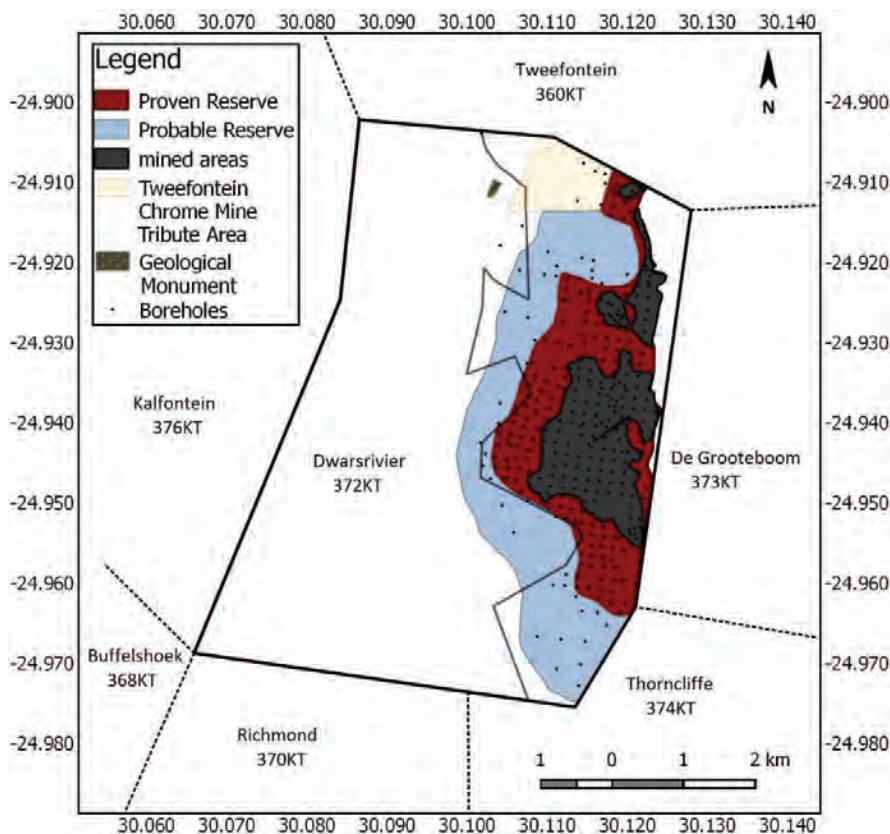 30.060 30.070 30.080 30.090 30.100 30.110 30.120 30.130 30.140
Legend
Proven Reserve
Probable Reserve
mined areas
Tweefontein
Chrome Mine
Tribute Area
Geological
Monument
Boreholes
Tweefontein
360KT
N
-24.900 -24.900
-24.910 -24.910
-24.920 -24.920
-24.930 -24.930
-24.940 -24.940
-24.950 -24.950
-24.960 -24.960
-24.970 -24.970
-24.980 -24.980
Kalfontein
376KT
Dwarsrivier
372KT
De Grooteboom
373KT
Buffelshoek
368KT
Thorncliffe
374KT
Richmond
370KT
1 0 1 2 km
30.060 30.070 30.080 30.090 30.100 30.110 30.120 30.130 30.140